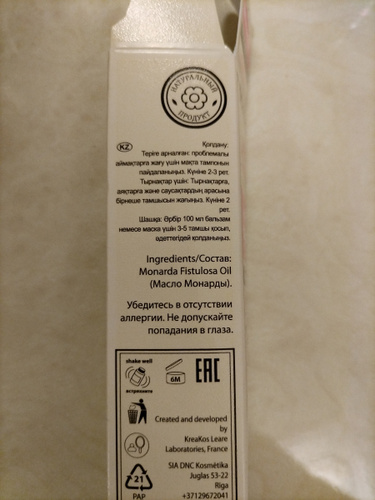 НАТУРАЛЬНЫЙ
ПРОДУКТ
KZ
Қолдану:
Теріге арналған: проблемалы
аймақтарға жағу үшін мақта тампонын
пайдаланыңыз. Күніне 2-3 рет.
Тырнақтар үшін: Тырнақтарға,
аяқтарға және саусақтардың арасына
бірнеше тамшысын жағыңыз. Күніне 2
рет.
Шашқа: Әрбір 100 мл бальзам
немесе маска үшін 3-5 тамшы қосып,
әдеттегідей қолданыңыз.
Ingredients/Состав:
Monarda Fistulosa Oil
(Масло Монарды).
Убедитесь в отсутствии
аллергии. Не допускайте
попадания в глаза.
shake well
встряхните
6M
EAC
Created and developed
by
KreaKos Leare
Laboratories, France
SIA DNC Kosmētika
Juglas 53-22
Riga
+37129672041
21
PAP